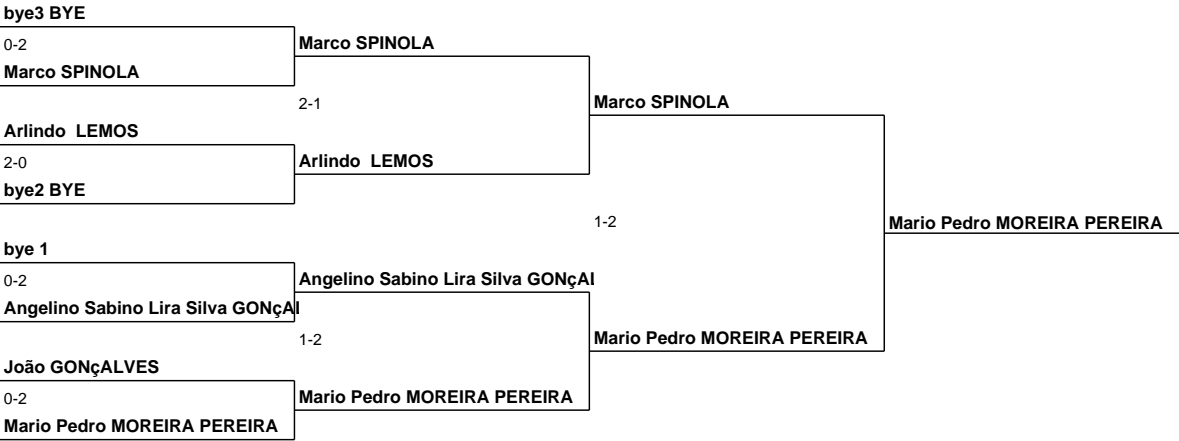 bye3 BYE
0-2
Marco SPINOLA
Marco SPINOLA
2-1
Marco SPINOLA
Arlindo LEMOS
2-0
Arlindo LEMOS
bye2 BYE
1-2
Mario Pedro MOREIRA PEREIRA
bye 1
0-2
Angelino Sabino Lira Silva GONçAL
Angelino Sabino Lira Silva GONçAl
1-2
Mario Pedro MOREIRA PEREIRA
João GONçALVES
0-2
Mario Pedro MOREIRA PEREIRA
Mario Pedro MOREIRA PEREIRA